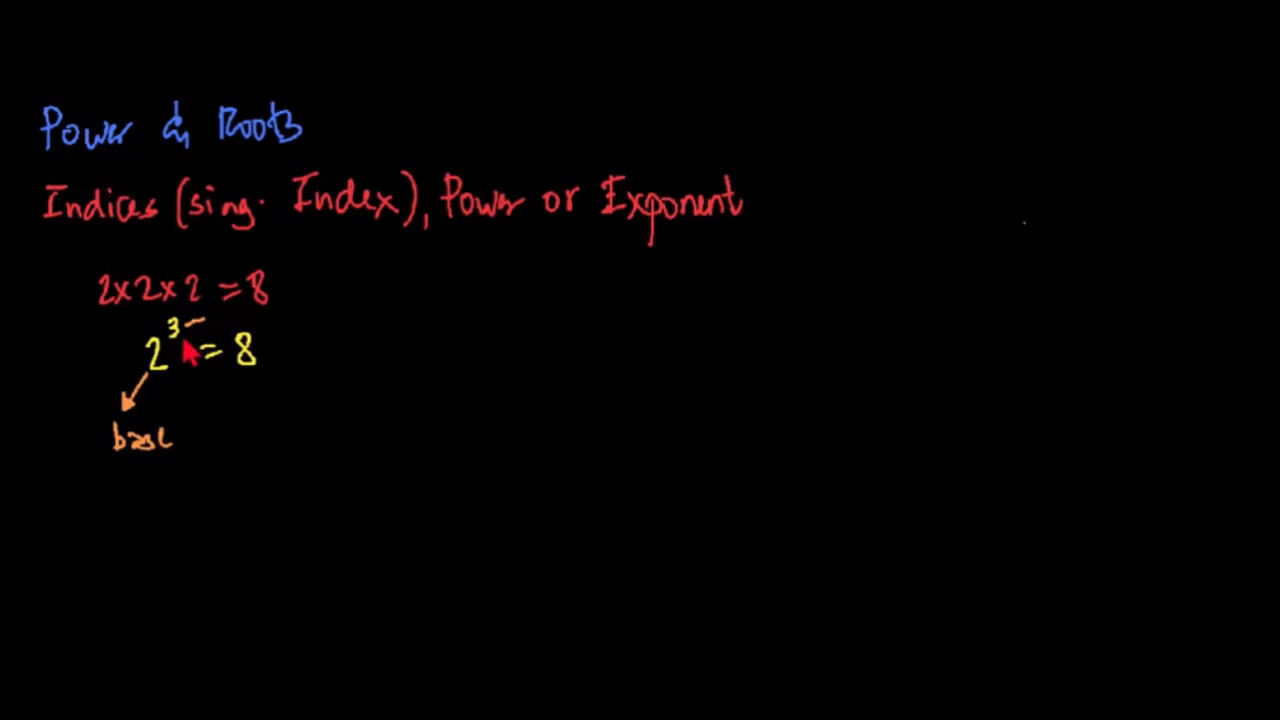 Power & Roots
Indices (sing. Index), Power or Exponent
2x2x2 = 8
2³ = 8
base